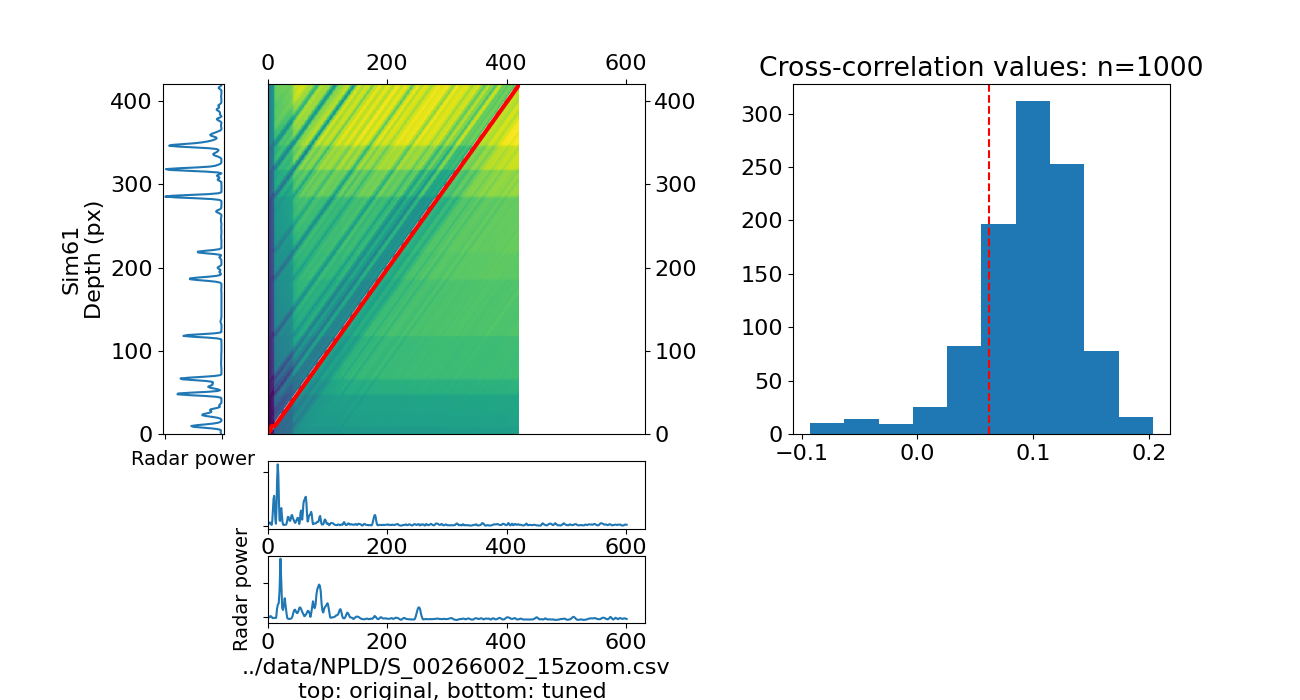 0 200 400 600
Cross-correlation values: n=1000
400 300 200 100 0
Sim61
Depth (px)
400 300 200 100 0
300 250 200 150 100 50 0
−0.1 0.0 0.1 0.2
Radar power
0 200 400 600
Radar power
0 200 400 600
../data/NPLD/S_00266002_15zoom.csv
top: original, bottom: tuned